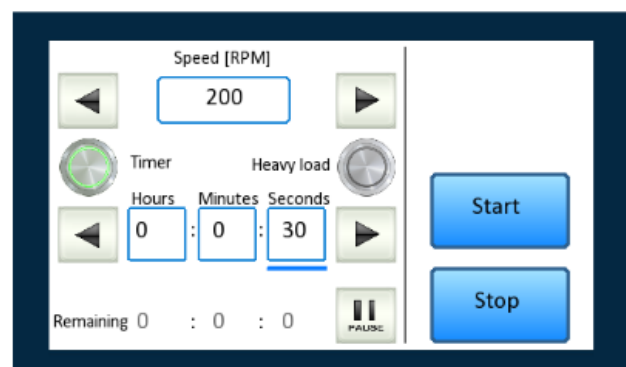 Speed [RPM]
200
Timer Heavy load
Hours Minutes Seconds
0 : 0 : 30
Start
Stop
Remaining 0 : 0 : 0
PAUSE